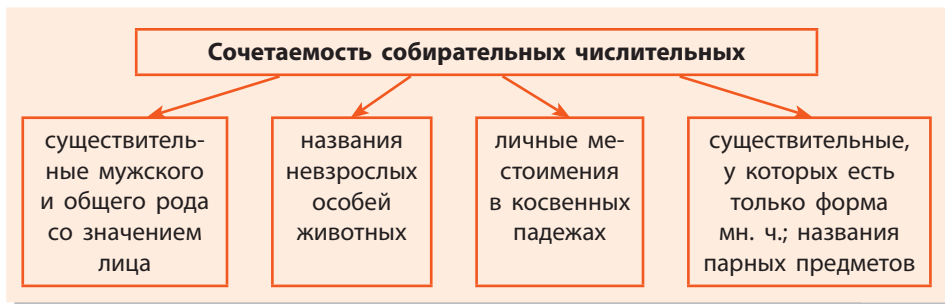 Сочетаемость собирательных числительных
существитель-
ные мужского
и общего рода
со значением
лица
названия
невзрослых
особей
животных
личные ме-
стоимения
в косвенных
падежах
существительные,
у которых есть
только форма
мн. ч.; названия
парных предметов